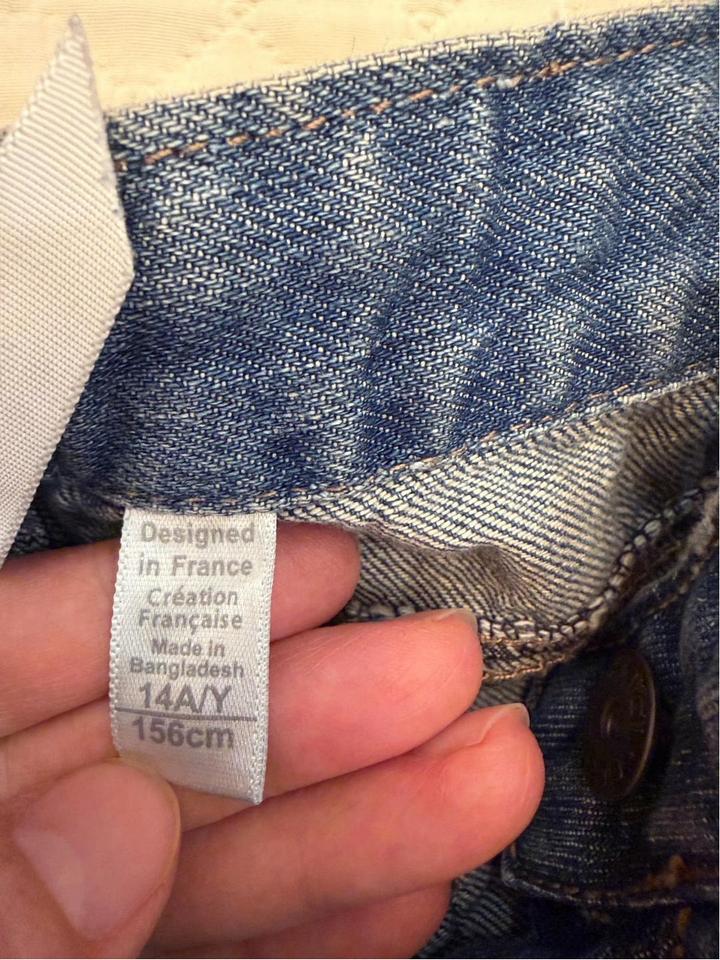 Designed
in France
Création
Française
Made in
Bangladesh
14A/Y
156cm